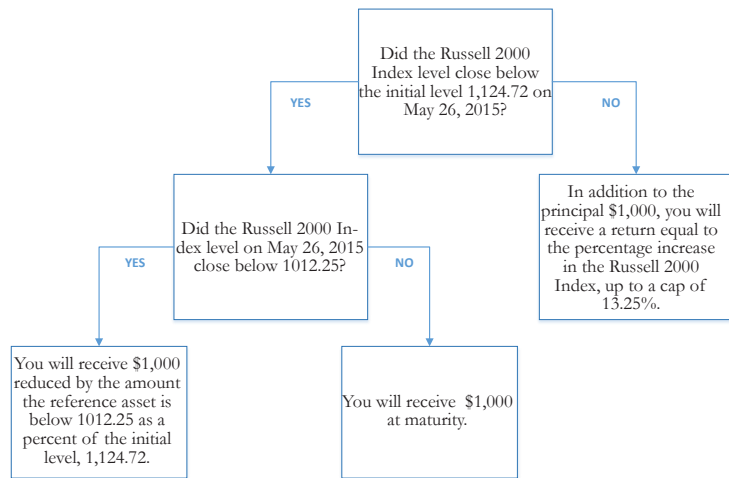 Did the Russell 2000
Index level close below
the initial level 1,124.72 on
May 26, 2015?
YES
NO
Did the Russell 2000 In-
dex level on May 26, 2015
close below 1012.25?
In addition to the
principal $1,000, you will
receive a return equal to
the percentage increase
in the Russell 2000
Index, up to a cap of
13.25%.
YES
NO
You will receive $1,000
reduced by the amount
the reference asset is
below 1012.25 as a
percent of the initial
level, 1,124.72.
You will receive $1,000
at maturity.